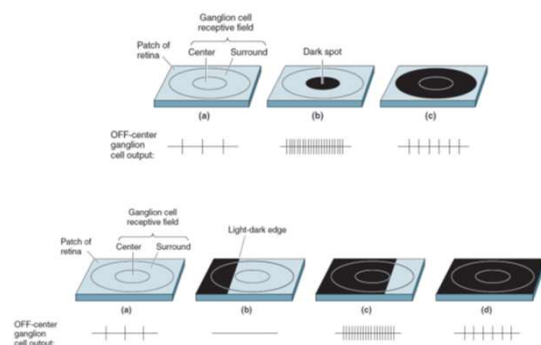 Ganglion cell
receptive field
Patch of
retina
Center Surround
Dark spot
(a) (b) (c)
OFF-center
ganglion
cell output:
Ganglion cell
receptive field
Light-dark edge
Patch of
retina
Center Surround
(a) (b) (c) (d)
OFF-center
ganglion
cell output: